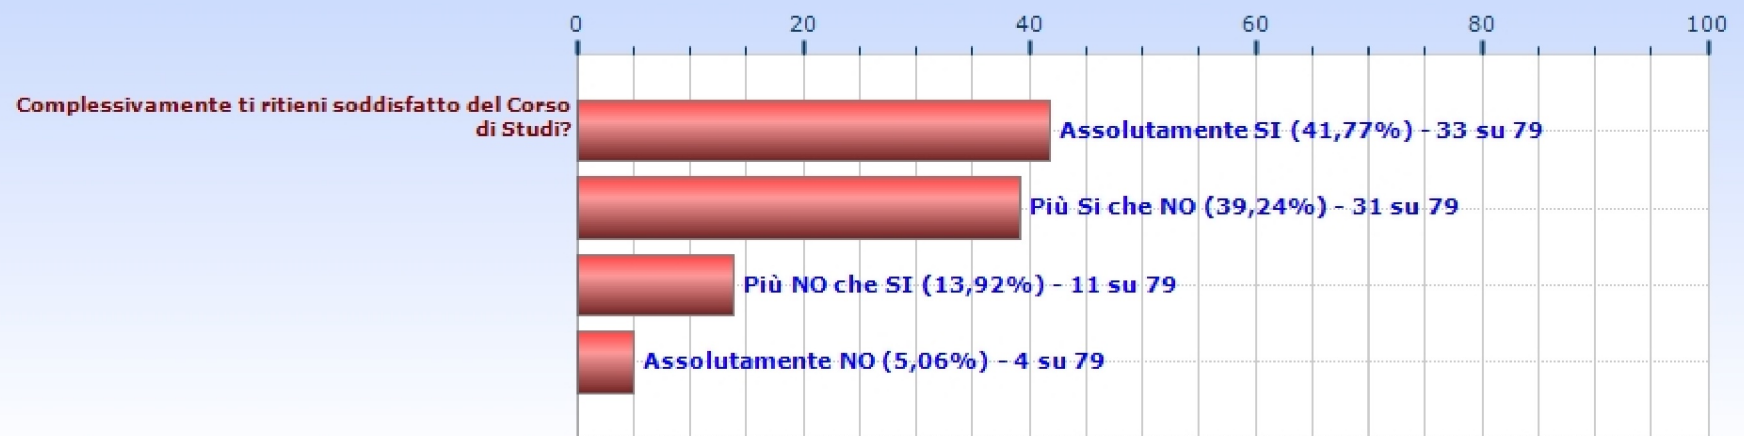 0 20 40 60 80 100
Complessivamente ti ritieni soddisfatto del Corso
di Studi?
Assolutamente SI (41,77%) - 33 su 79
Più Si che NO (39,24%) - 31 su 79
Più NO che SI (13,92%) - 11 su 79
Assolutamente NO (5,06%) - 4 su 79